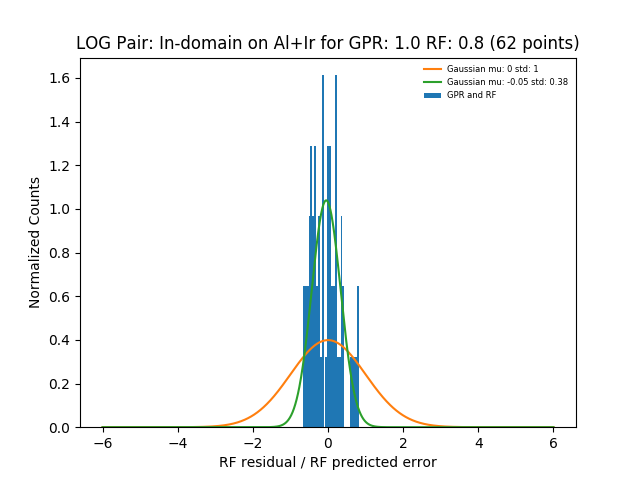 LOG Pair: In-domain on Al+Ir for GPR: 1.0 RF: 0.8 (62 points)
Gaussian mu: 0 std: 1
Gaussian mu: -0.05 std: 0.38
GPR and RF
Normalized Counts
1.6
1.4
1.2
1.0
0.8
0.6
0.4
0.2
0.0
−6 −4 −2 0 2 4 6
RF residual / RF predicted error